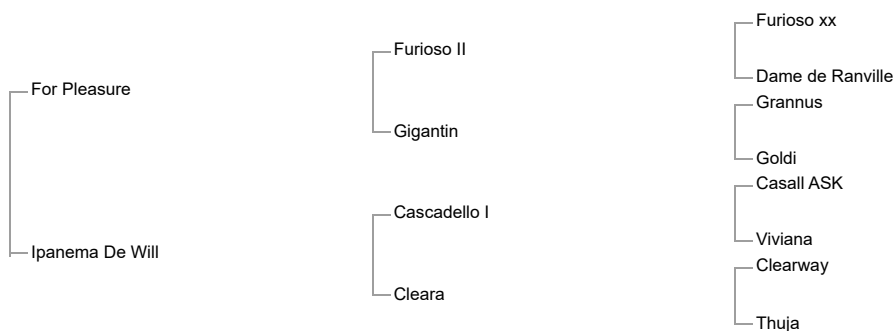 Furioso xx
Furioso II
Dame de Ranville
For Pleasure
Grannus
Gigantin
Goldi
Casall ASK
Cascadello I
Viviana
Ipanema De Will
Clearway
Cleara
Thuja